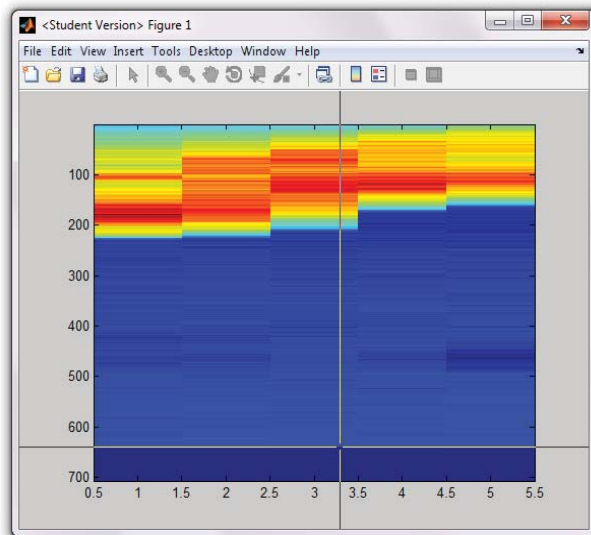 <Student Version> Figure 1
File Edit View Insert Tools Desktop Window Help
100
200
300
400
500
600
700
0.5 1 1.5 2 2.5 3 3.5 4 4.5 5 5.5